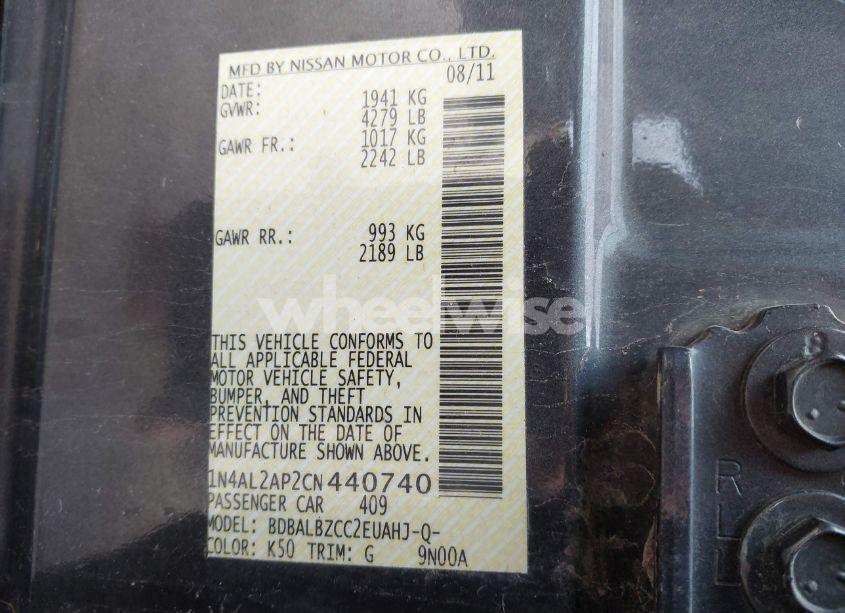 MFD BY NISSAN MOTOR CO., LTD.
DATE: 08/11
GVWR: 1941 KG
4279 LB
GAWR FR.: 1017 KG
2242 LB
GAWR RR.: 993 KG
2189 LB
wheelwise
THIS VEHICLE CONFORMS TO
ALL APPLICABLE FEDERAL
MOTOR VEHICLE SAFETY,
BUMPER, AND THEFT
PREVENTION STANDARDS IN
EFFECT ON THE DATE OF
MANUFACTURE SHOWN ABOVE.
1N4AL2AP2CN440740
PASSENGER CAR 409
MODEL: BDBALBZCC2EUAHJ-Q-
COLOR: K50 TRIM: G 9N00A
8
R
L